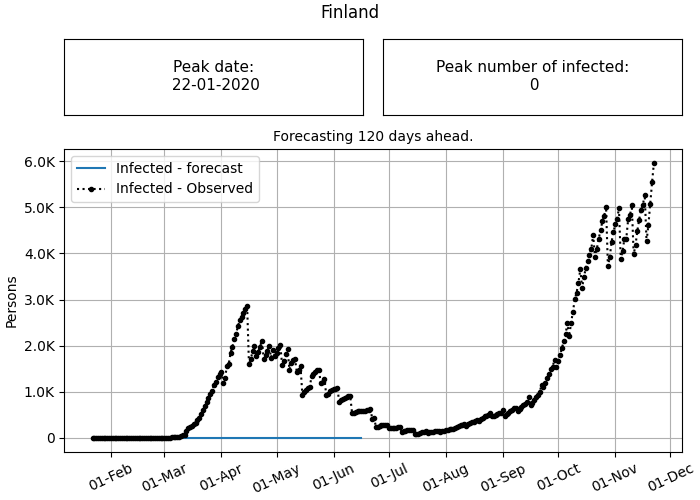 Finland
Peak date:
22-01-2020
Peak number of infected:
0
Forecasting 120 days ahead.
Infected - forecast
Infected - Observed
6.0K
5.0K
4.0K
3.0K
2.0K
1.0K
0
Persons
01-Feb
01-Mar
01-Apr
01-May
01-Jun
01-Jul
01-Aug
01-Sep
01-Oct
01-Nov
01-Dec